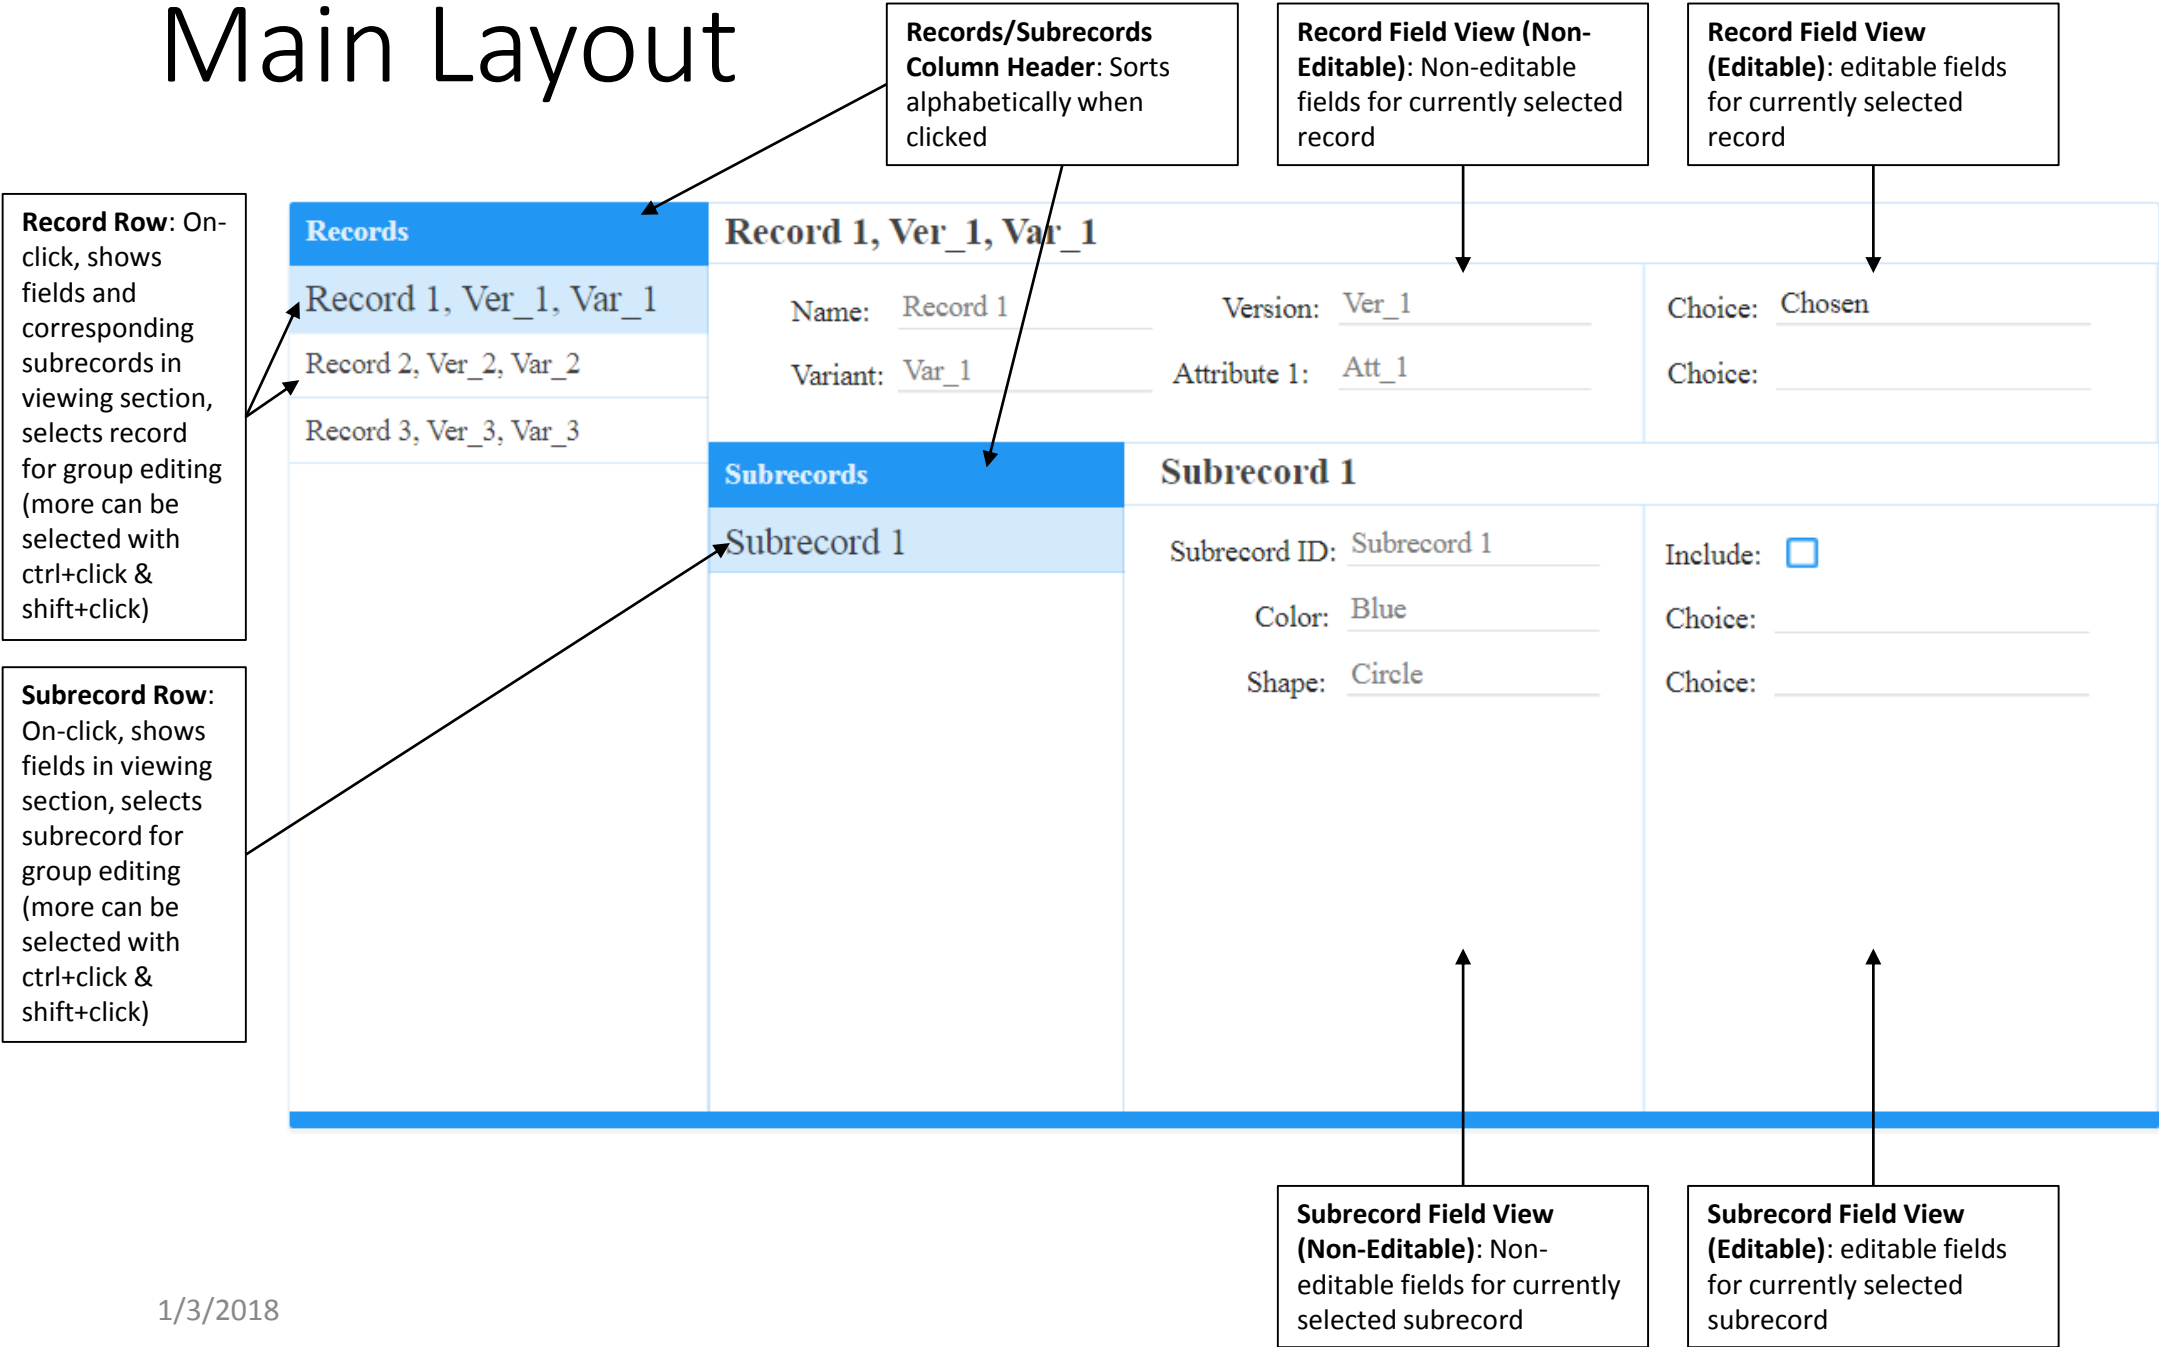 Main Layout
Records/Subrecords
Column Header: Sorts
alphabetically when
clicked
Record Field View (Non-
Editable): Non-editable
fields for currently selected
record
Record Field View
(Editable): editable fields
for currently selected
record
Record Row: On-
click, shows
fields and
corresponding
subrecords in
viewing section,
selects record
for group editing
(more can be
selected with
ctrl+click &
shift+click)
Subrecord Row:
On-click, shows
fields in viewing
section, selects
subrecord for
group editing
(more can be
selected with
ctrl+click &
shift+click)
Records
Record 1, Ver_1, Var_1
Record 2, Ver_2, Var_2
Record 3, Ver_3, Var_3
Record 1, Ver_1, Var_1
Name: Record 1 Version: Ver_1 Choice: Chosen
Variant: Var_1 Attribute 1: Att_1 Choice:
Subrecords
Subrecord 1
Subrecord 1
Subrecord ID: Subrecord 1 Include:
Color: Blue Choice:
Shape: Circle Choice:
Subrecord Field View
(Non-Editable): Non-
editable fields for currently
selected subrecord
Subrecord Field View
(Editable): editable fields
for currently selected
subrecord
1/3/2018